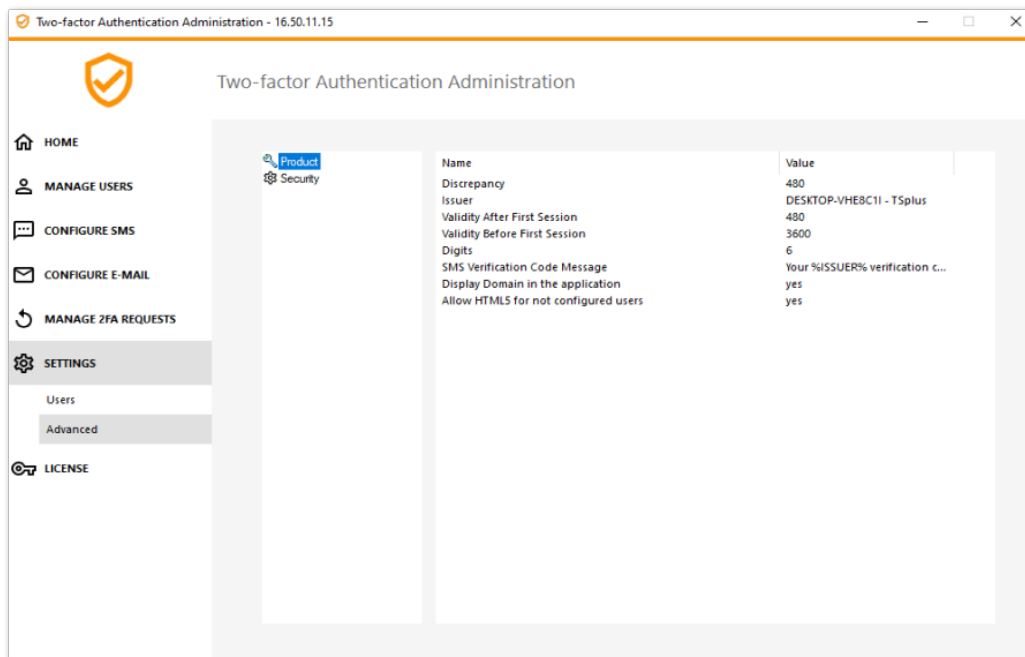 Two-factor Authentication Administration - 16.50.11.15
Two-factor Authentication Administration
HOME
MANAGE USERS
CONFIGURE SMS
CONFIGURE E-MAIL
MANAGE 2FA REQUESTS
SETTINGS
Users
Advanced
LICENSE
Product
Security
Name Value
Discrepancy 480
Issuer DESKTOP-VHE8C1I - TSplus
Validity After First Session 480
Validity Before First Session 3600
Digits 6
SMS Verification Code Message Your %ISSUER% verification c...
Display Domain in the application yes
Allow HTML5 for not configured users yes